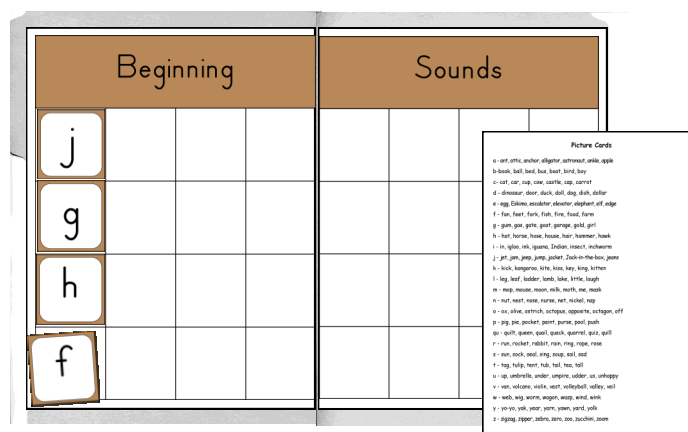 Beginning Sounds
j
g
h
f
Picture Cards
a - ant, attic, anchor, alligator, astronaut, ankle, apple
b-book, ball, bed, bus, boat, bird, boy
c- cat, car, cup, cow, castle, cap, carrot
d - dinosaur, door, duck, doll, dog, dish, dollar
e - egg, Eskimo, escalator, elevator, elephant, elf, edge
f - fan, feet, fork, fish, fire, food, farm
g - gum, gas, gate, goat, garage, gold, girl
h - hat, horse, hose, house, hair, hammer, hawk
i - in, igloo, ink, iguana, Indian, insect, inchworm
j - jet, jam, jeep, jump, jacket, Jack-in-the-box, jeans
k - kick, kangaroo, kite, kiss, key, king, kitten
l - leg, leaf, ladder, lamb, lake, little, laugh
m - mop, mouse, moon, milk, moth, me, mask
n - nut, nest, nose, nurse, net, nickel, nap
o - ox, olive, ostrich, octopus, opposite, octagon, off
p - pig, pie, pocket, paint, purse, pool, push
qu - quilt, queen, quail, quack, quarrel, quiz, quill
r - run, rocket, rabbit, rain, ring, rope, rose
s - sun, sock, seal, sing, soup, sail, sad
t - tag, tulip, tent, tub, tail, tea, tall
u - up, umbrella, under, umpire, udder, us, unhappy
v - van, volcano, violin, vest, volleyball, valley, veil
w - web, wig, worm, wagon, wasp, wind, wink
y - yo-yo, yak, year, yarn, yawn, yard, yolk
z - zigzag, zipper, zebra, zero, zoo, zucchini, zoom